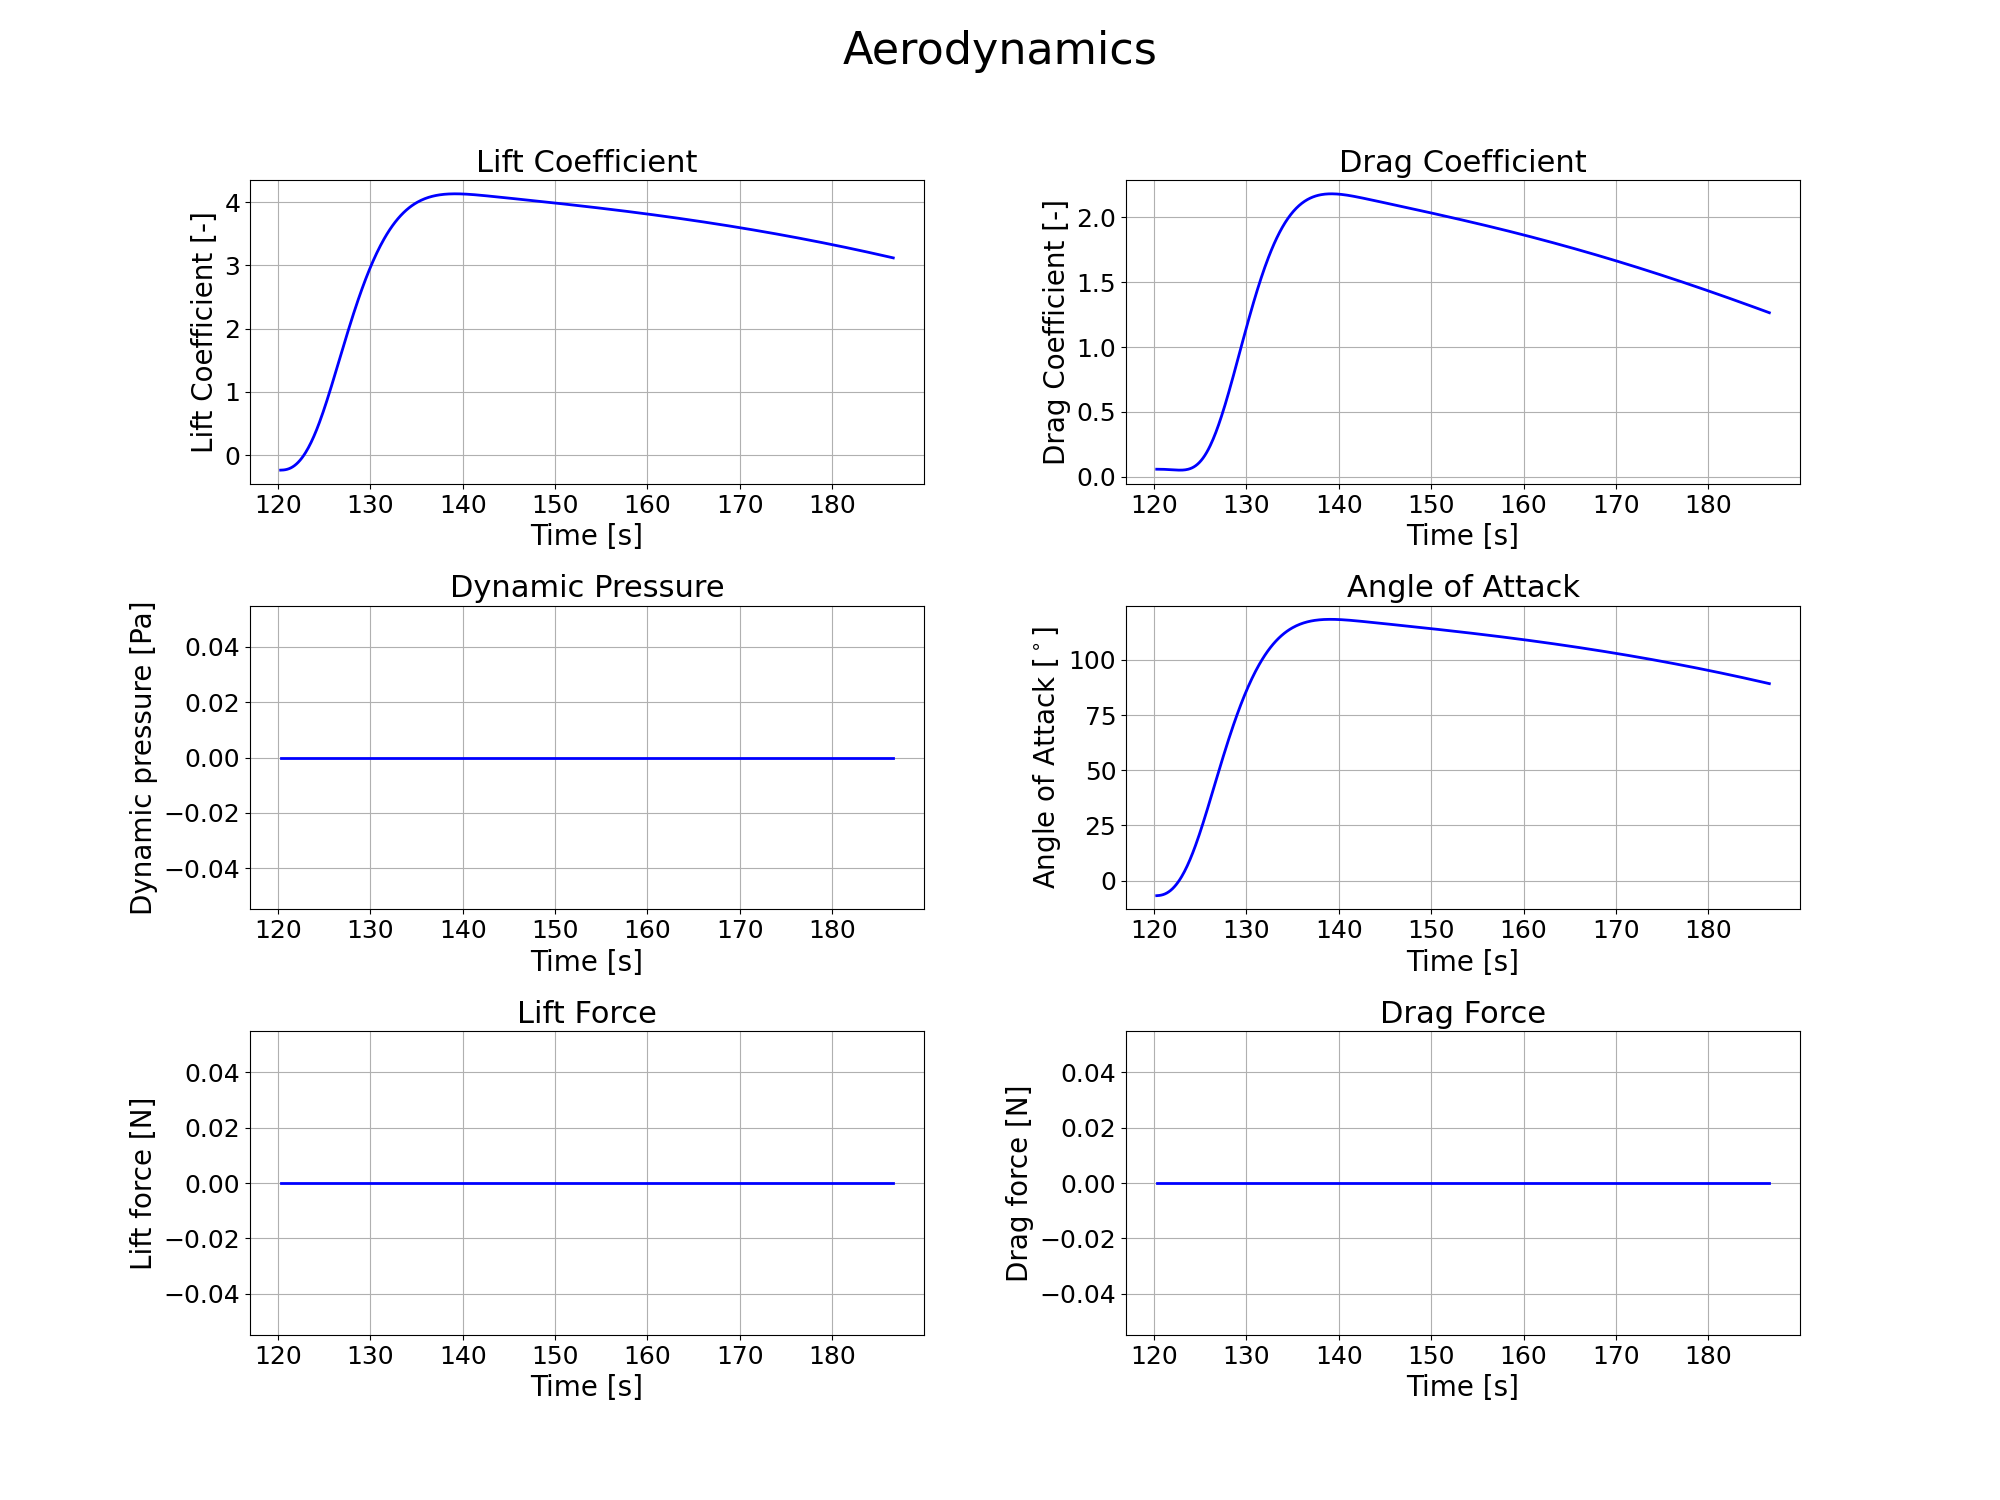 Aerodynamics
Lift Coefficient
Lift Coefficient [-]
4
3
2
1
0
120 130 140 150 160 170 180
Time [s]
Drag Coefficient
Drag Coefficient [-]
2.0
1.5
1.0
0.5
0.0
120 130 140 150 160 170 180
Time [s]
Dynamic Pressure
Dynamic pressure [Pa]
0.04
0.02
0.00
−0.02
−0.04
120 130 140 150 160 170 180
Time [s]
Angle of Attack
Angle of Attack [°]
100
75
50
25
0
120 130 140 150 160 170 180
Time [s]
Lift Force
Lift force [N]
0.04
0.02
0.00
−0.02
−0.04
120 130 140 150 160 170 180
Time [s]
Drag Force
Drag force [N]
0.04
0.02
0.00
−0.02
−0.04
120 130 140 150 160 170 180
Time [s]